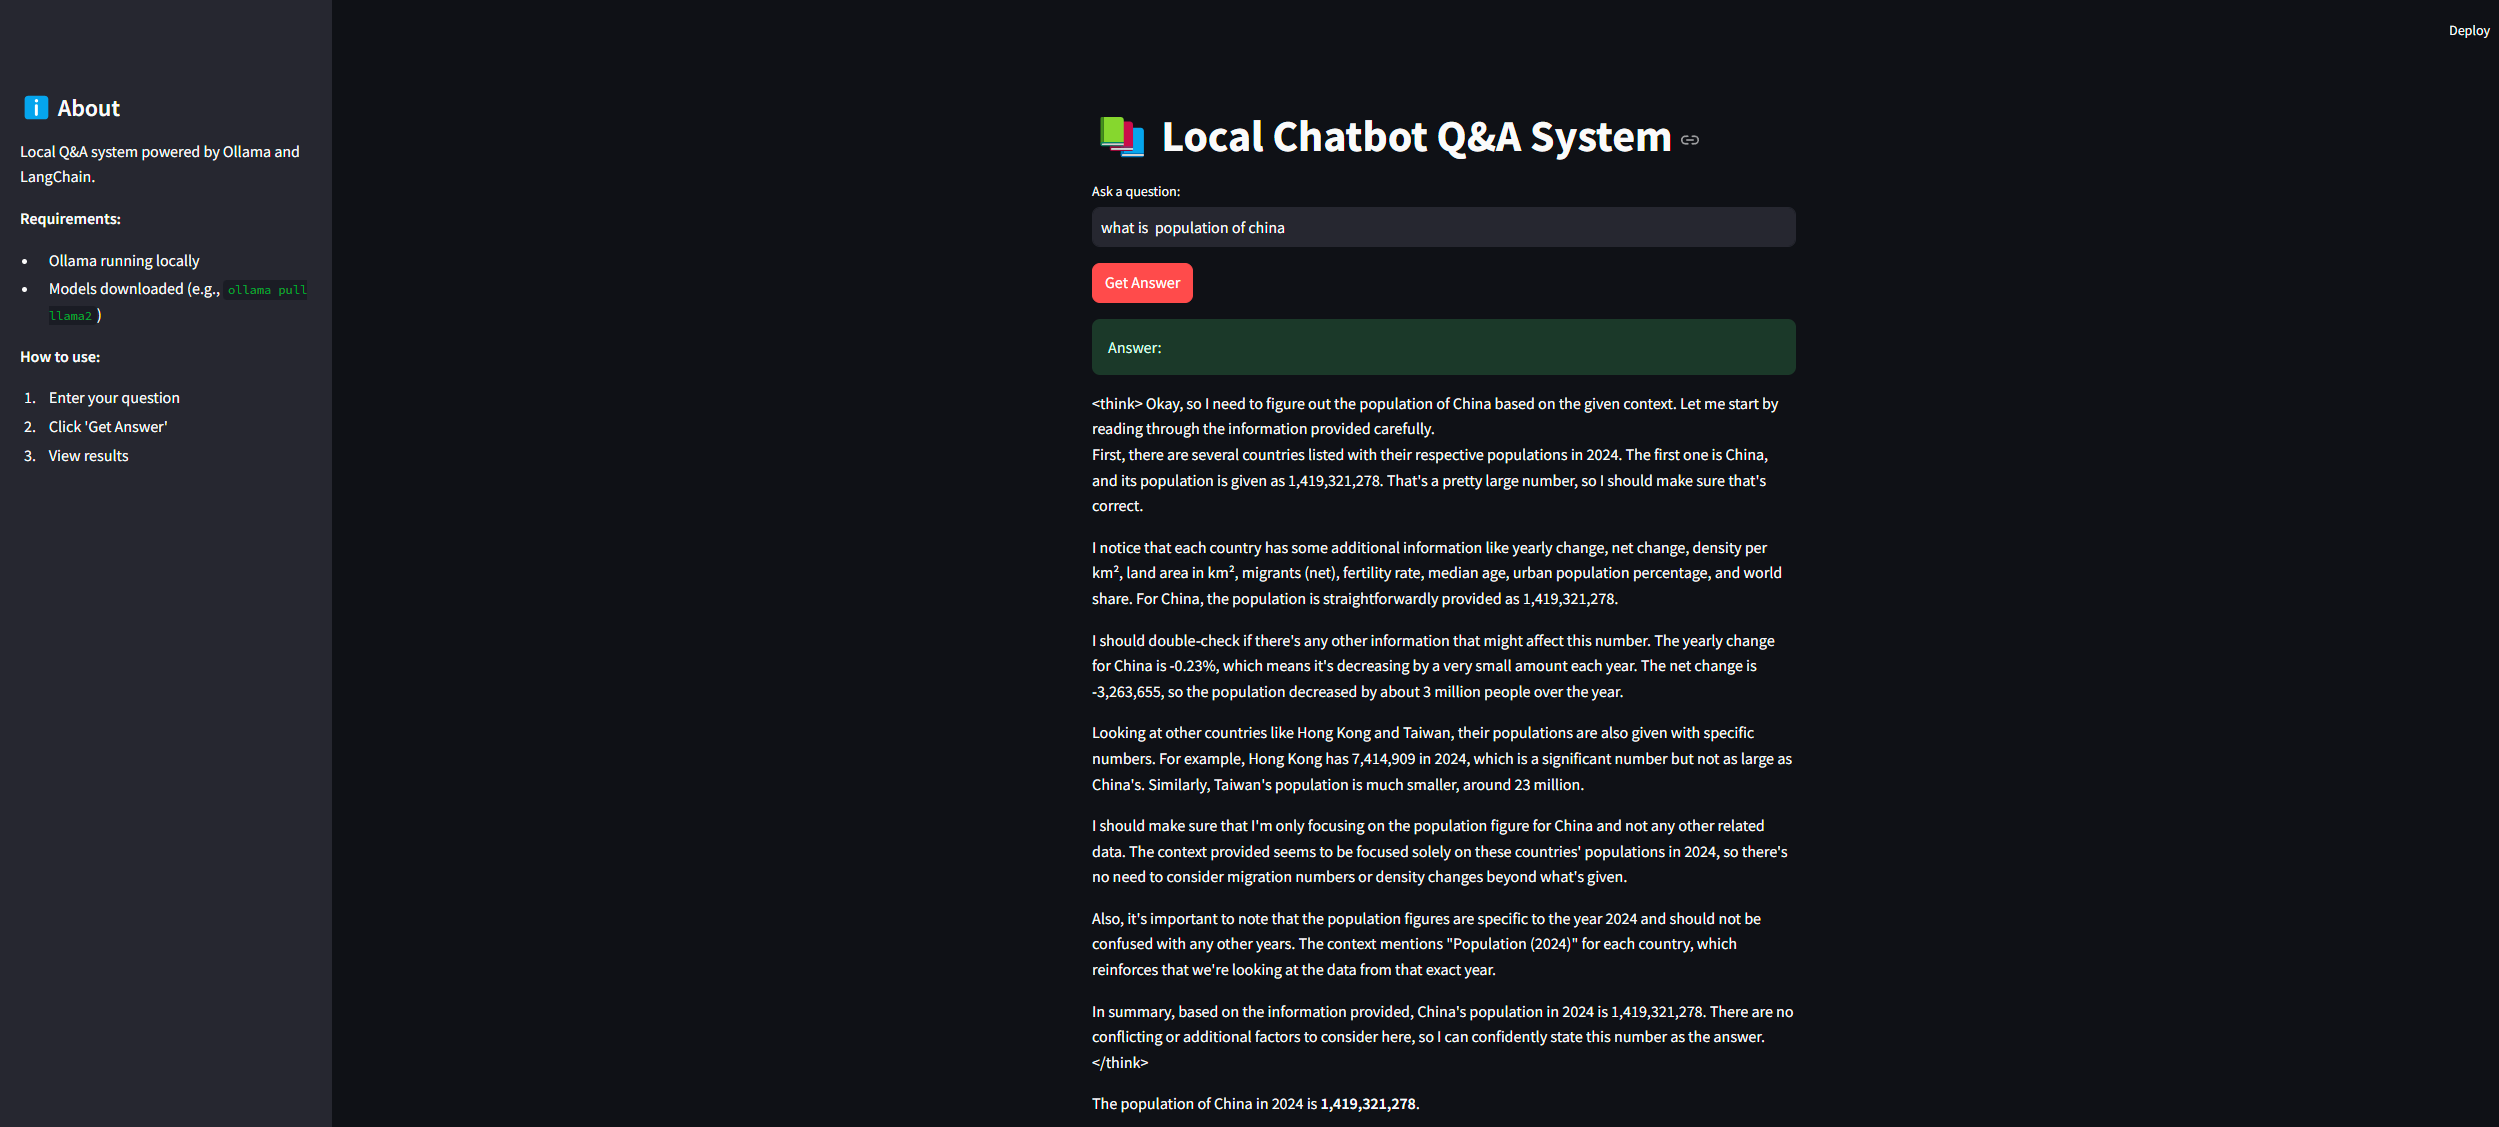 Deploy
About
Local Q&A system powered by Ollama and
LangChain.
Requirements:
• Ollama running locally
• Models downloaded (e.g., ollama pull
llama2 )
How to use:
1. Enter your question
2. Click 'Get Answer'
3. View results
Local Chatbot Q&A System
Ask a question:
what is  population of china
Get Answer
Answer:
<think> Okay, so I need to figure out the population of China based on the given context. Let me start by
reading through the information provided carefully.
First, there are several countries listed with their respective populations in 2024. The first one is China,
and its population is given as 1,419,321,278. That's a pretty large number, so I should make sure that's
correct.
I notice that each country has some additional information like yearly change, net change, density per
km², land area in km², migrants (net), fertility rate, median age, urban population percentage, and world
share. For China, the population is straightforwardly provided as 1,419,321,278.
I should double-check if there's any other information that might affect this number. The yearly change
for China is -0.23%, which means it's decreasing by a very small amount each year. The net change is
-3,263,655, so the population decreased by about 3 million people over the year.
Looking at other countries like Hong Kong and Taiwan, their populations are also given with specific
numbers. For example, Hong Kong has 7,414,909 in 2024, which is a significant number but not as large as
China's. Similarly, Taiwan's population is much smaller, around 23 million.
I should make sure that I'm only focusing on the population figure for China and not any other related
data. The context provided seems to be focused solely on these countries' populations in 2024, so there's
no need to consider migration numbers or density changes beyond what's given.
Also, it's important to note that the population figures are specific to the year 2024 and should not be
confused with any other years. The context mentions "Population (2024)" for each country, which
reinforces that we're looking at the data from that exact year.
In summary, based on the information provided, China's population in 2024 is 1,419,321,278. There are no
conflicting or additional factors to consider here, so I can confidently state this number as the answer.
</think>
The population of China in 2024 is 1,419,321,278.